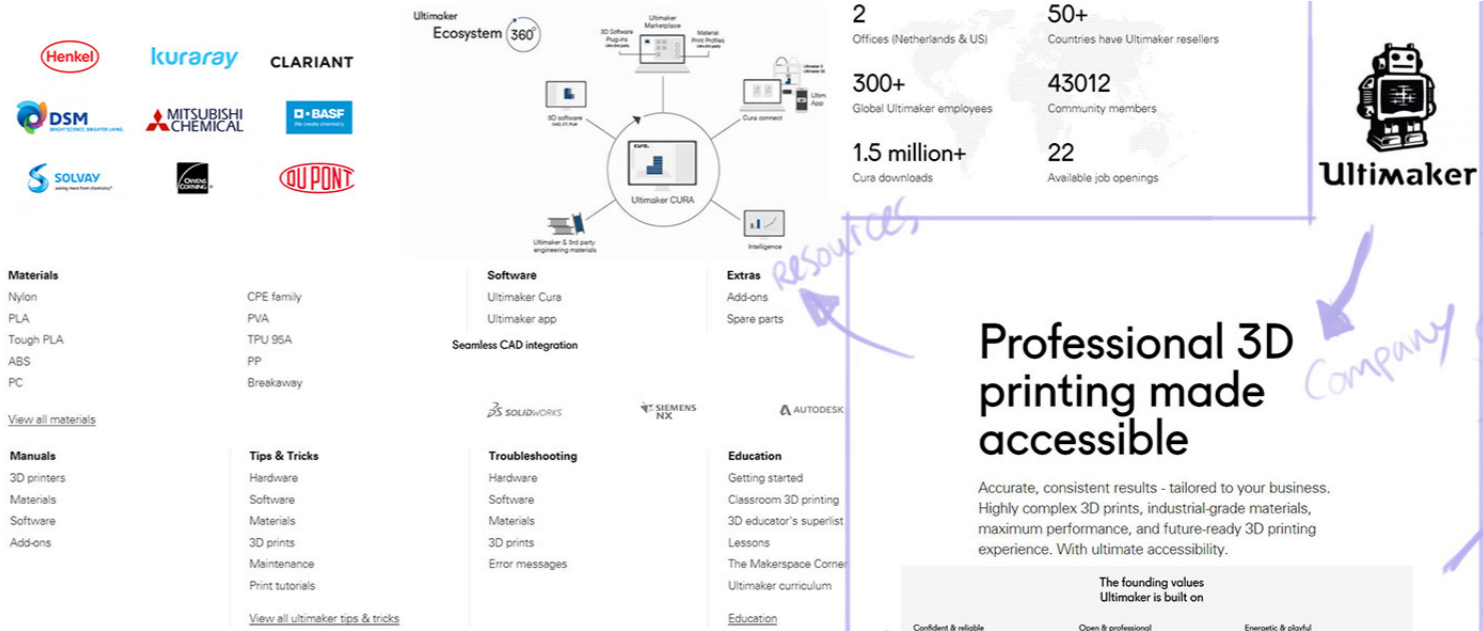 Henkel
kuraray
CLARIANT
DSM
BRIGHT SCIENCE. BRIGHTER LIVING.
MITSUBISHI
CHEMICAL
BASF
We create chemistry
SOLVAY
asking more from chemistry
OWENS
CORNING
DU PONT
Ultimaker
Ecosystem 360°
Ultimaker
Marketplace
3D Software
Plug-ins
Material
Print Profiles
3D software
Cura connect
Ultim
App
cura.
Ultimaker CURA
Ultimaker & 3rd party
engineering materials
Intelligence
2
Offices (Netherlands & US)
50+
Countries have Ultimaker resellers
300+
Global Ultimaker employees
43012
Community members
1.5 million+
Cura downloads
22
Available job openings
Ultimaker
resources
Company
Materials
Nylon
PLA
Tough PLA
ABS
PC
View all materials
CPE family
PVA
TPU 95A
PP
Breakaway
Software
Ultimaker Cura
Ultimaker app
Extras
Add-ons
Spare parts
Seamless CAD integration
SOLIDWORKS
SIEMENS
NX
AUTODESK
Manuals
3D printers
Materials
Software
Add-ons
Tips & Tricks
Hardware
Software
Materials
3D prints
Maintenance
Print tutorials
View all ultimaker tips & tricks
Troubleshooting
Hardware
Software
Materials
3D prints
Error messages
Education
Getting started
Classroom 3D printing
3D educator's superlist
Lessons
The Makerspace Corner
Ultimaker curriculum
Education
Professional 3D
printing made
accessible
Accurate, consistent results - tailored to your business.
Highly complex 3D prints, industrial-grade materials,
maximum performance, and future-ready 3D printing
experience. With ultimate accessibility.
The founding values
Ultimaker is built on
Confident & reliable
Open & professional
Energetic & playful